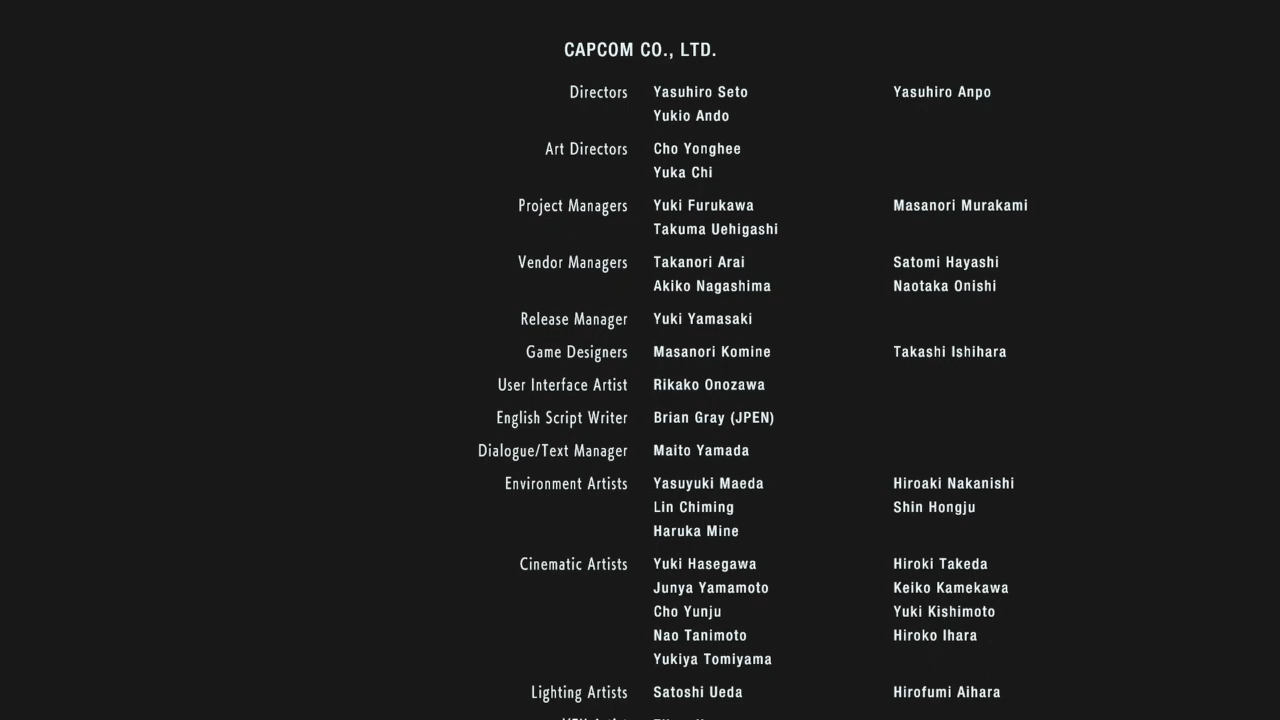 CAPCOM CO., LTD.
Directors Yasuhiro Seto Yasuhiro Anpo
Yukio Ando
Art Directors Cho Yonghee
Yuka Chi
Project Managers Yuki Furukawa Masanori Murakami
Takuma Uehigashi
Vendor Managers Takanori Arai Satomi Hayashi
Akiko Nagashima Naotaka Onishi
Release Manager Yuki Yamasaki
Game Designers Masanori Komine Takashi Ishihara
User Interface Artist Rikako Onozawa
English Script Writer Brian Gray (JPEN)
Dialogue/Text Manager Maito Yamada
Environment Artists Yasuyuki Maeda Hiroaki Nakanishi
Lin Chiming Shin Hongju
Haruka Mine
Cinematic Artists Yuki Hasegawa Hiroki Takeda
Junya Yamamoto Keiko Kamekawa
Cho Yunju Yuki Kishimoto
Nao Tanimoto Hiroko Ihara
Yukiya Tomiyama
Lighting Artists Satoshi Ueda Hirofumi Aihara